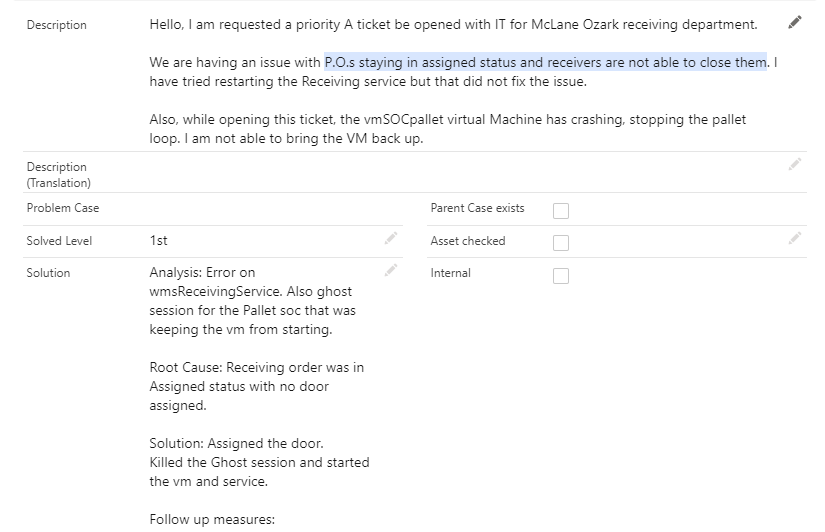 Description
Hello, I am requested a priority A ticket be opened with IT for McLane Ozark receiving department.
We are having an issue with P.O.s staying in assigned status and receivers are not able to close them. I
have tried restarting the Receiving service but that did not fix the issue.
Also, while opening this ticket, the vmSOCpallet virtual Machine has crashing, stopping the pallet
loop. I am not able to bring the VM back up.
Description
(Translation)
Problem Case
Parent Case exists
Solved Level
1st
Asset checked
Solution
Internal
Analysis: Error on
wmsReceivingService. Also ghost
session for the Pallet soc that was
keeping the vm from starting.
Root Cause: Receiving order was in
Assigned status with no door
assigned.
Solution: Assigned the door.
Killed the Ghost session and started
the vm and service.
Follow up measures: